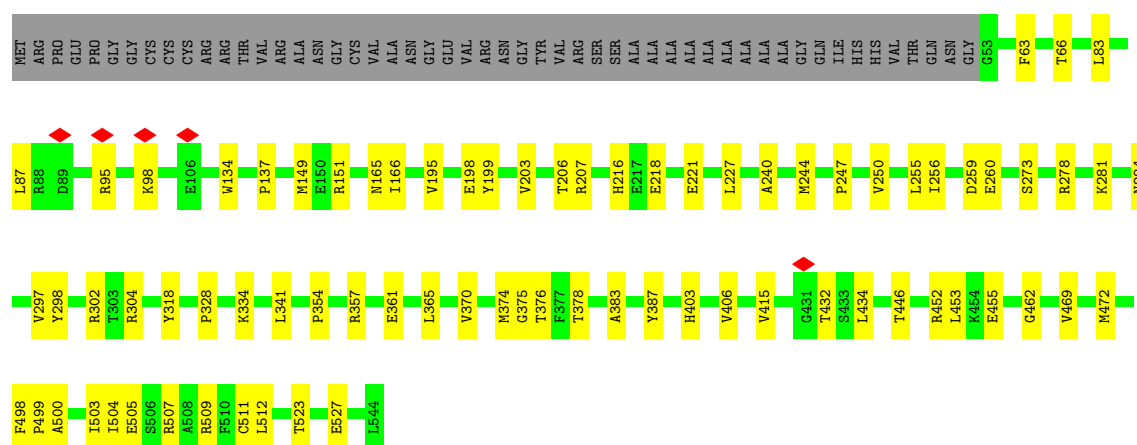 MET ARG PRO GLU PRO GLY GLY CYS CYS CYS ARG ARG THR VAL ARG ALA ASN GLY CYS VAL ALA ASN GLY GLU VAL ARG ASN GLY TYR VAL ARG SER SER ALA ALA ALA ALA ALA ALA ALA ALA ALA GLY GLN ILE HIS HIS VAL THR GLN ASN GLY G53 F63 T66 L83
L87 R88 D89 R95 K98 E106 W134 P137 M149 E150 R151 N165 I166 V195 E198 Y199 V203 T206 R207 H216 E217 E218 E221 L227 A240 M244 P247 V250 L255 I256 D259 E260 S273 R278 K281
V297 Y298 R302 T303 R304 Y318 P328 K334 L341 P354 R357 E361 L365 V370 M374 G375 T376 F377 T378 A383 Y387 H403 V406 V415 G431 T432 S433 L434 T446 R452 L453 K454 E455 G462 V469 M472
F498 P499 A500 I503 I504 E505 S506 R507 A508 R509 F510 C511 L512 T523 E527 L544